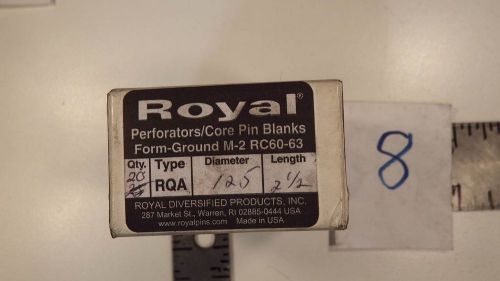 Royal®
Perforators/Core Pin Blanks
Form-Ground M-2 RC60-63
Qty. Type Diameter Length
20
25 RQA .125 2 1/2
ROYAL DIVERSIFIED PRODUCTS, INC.
287 Market St., Warren, RI 02885-0444 USA
www.royalpins.com Made in USA
8